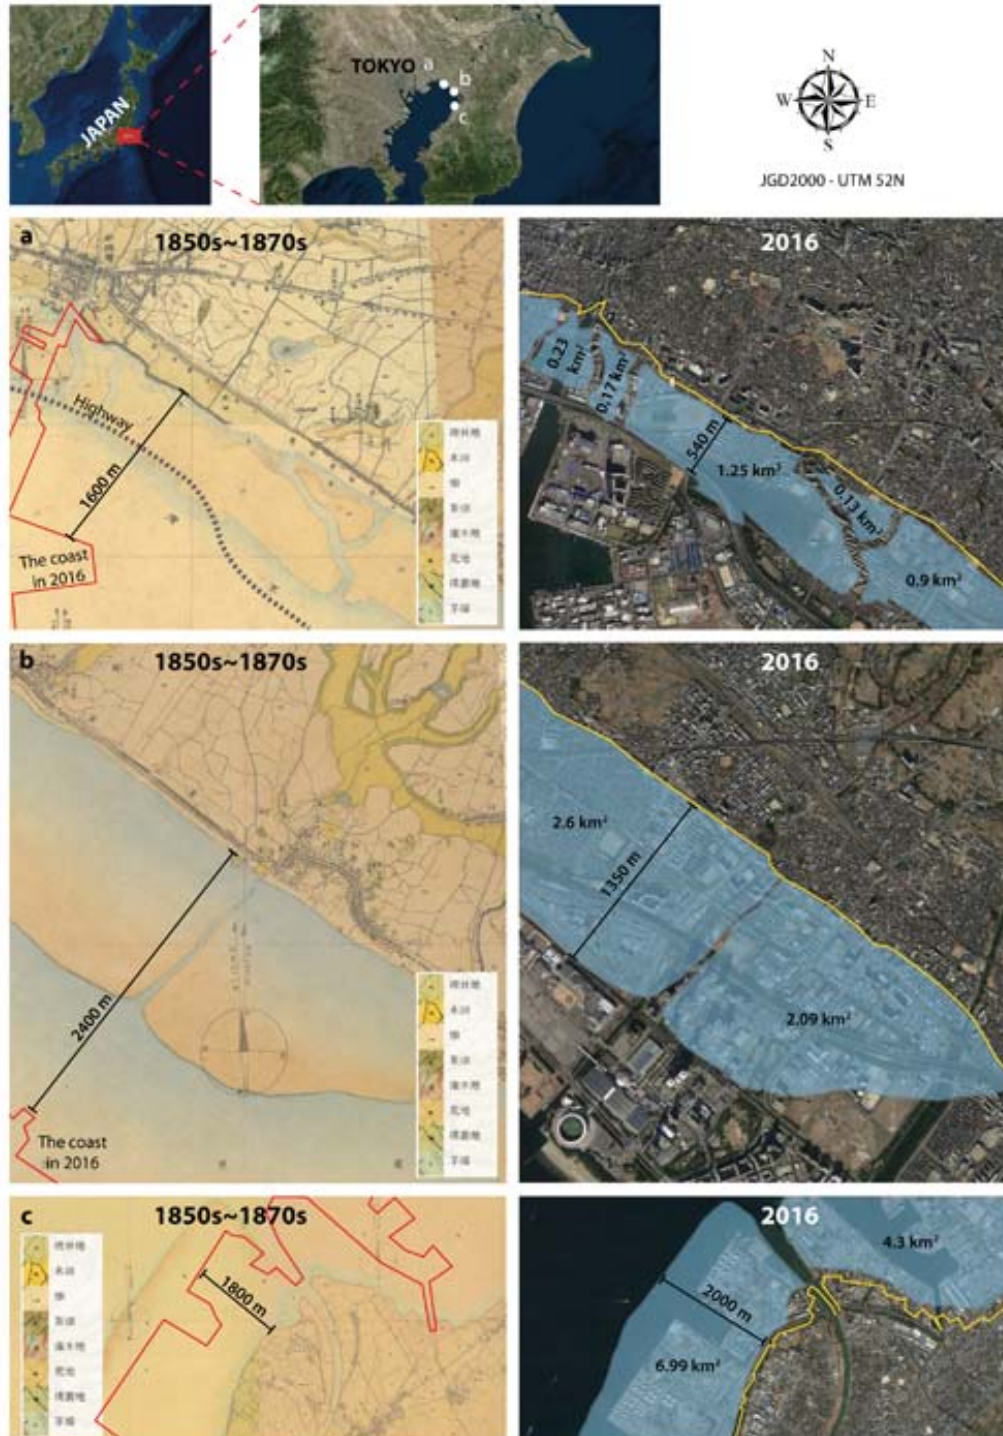 TOKYO
a
b
c
JAPAN
N
W
E
S
JGD2000 - UTM 52N
a
1850s~1870s
Highway
1600 m
The coast
in 2016
2016
0.23
km²
0.17 km²
540 m
1.25 km²
0.13 km²
0.9 km²
b
1850s~1870s
2400 m
The coast
in 2016
2016
2.6 km²
1350 m
2.09 km²
c
1850s~1870s
1800 m
2016
4.3 km²
2000 m
6.99 km²